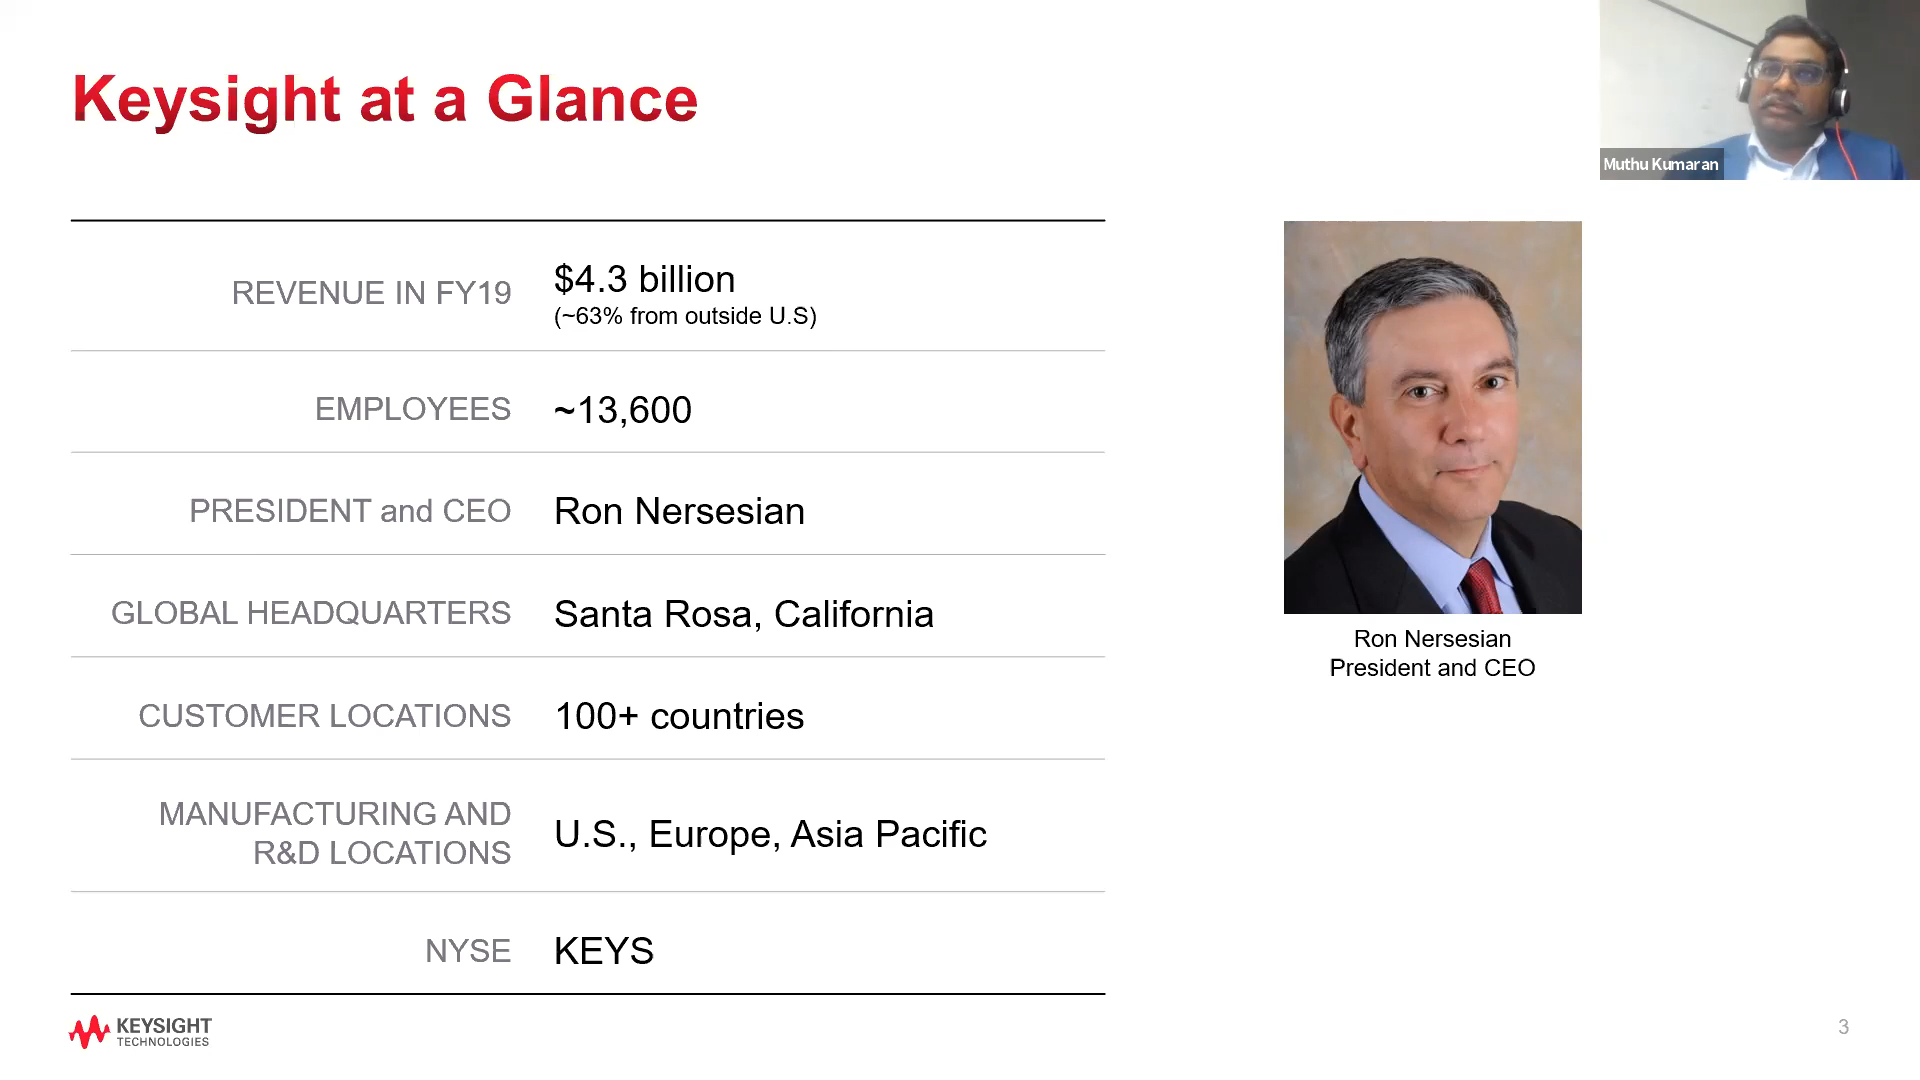 Keysight at a Glance
Muthu Kumaran
REVENUE IN FY19
$4.3 billion
(~63% from outside U.S)
EMPLOYEES
~13,600
PRESIDENT and CEO
Ron Nersesian
GLOBAL HEADQUARTERS
Santa Rosa, California
CUSTOMER LOCATIONS
100+ countries
MANUFACTURING AND
R&D LOCATIONS
U.S., Europe, Asia Pacific
NYSE
KEYS
Ron Nersesian
President and CEO
KEYSIGHT
TECHNOLOGIES
3